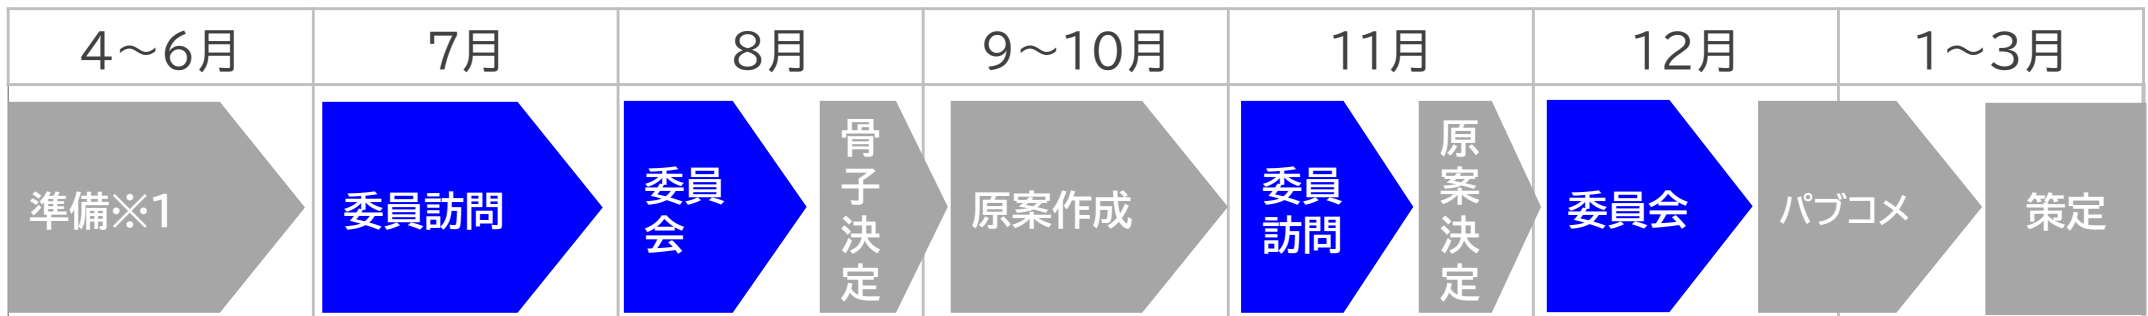 4～6月
7月
8月
9～10月
11月
12月
1～3月
準備※1
委員訪問
委員
会
骨子決定
原案作成
委員
訪問
原案決定
委員会
パブコメ
策定